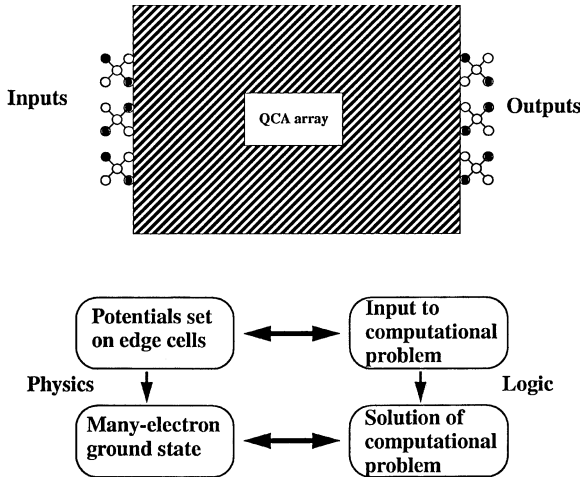 Inputs
QCA array
Outputs
Potentials set
on edge cells
Input to
computational
problem
Physics
Logic
Many-electron
ground state
Solution of
computational
problem